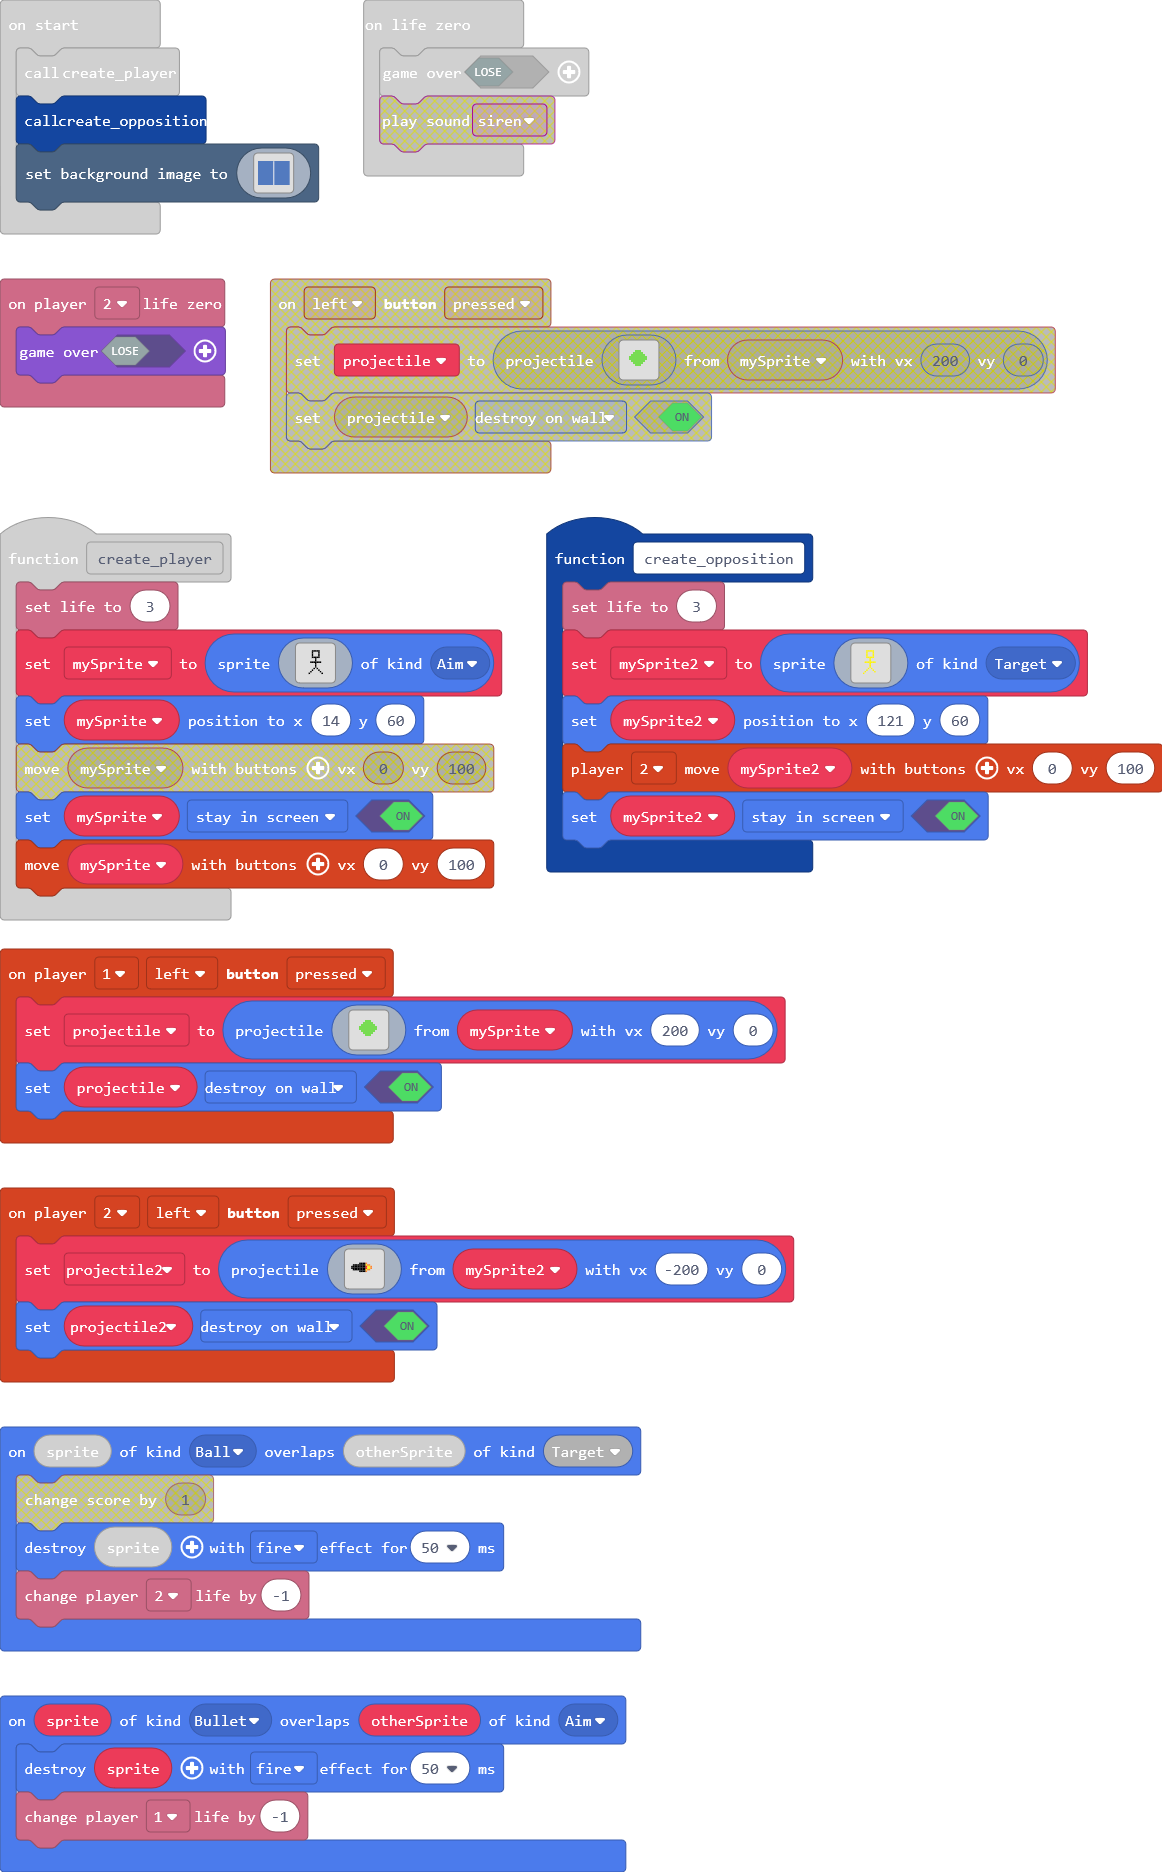 on start
call create_player
call create_opposition
set background image to
on life zero
game over LOSE
play sound siren
on player 2 life zero
game over LOSE
on left button pressed
set projectile to projectile from mySprite with vx 200 vy 0
set projectile destroy on wall ON
function create_player
set life to 3
set mySprite to sprite of kind Aim
set mySprite position to x 14 y 60
move mySprite with buttons vx 0 vy 100
set mySprite stay in screen ON
move mySprite with buttons vx 0 vy 100
function create_opposition
set life to 3
set mySprite2 to sprite of kind Target
set mySprite2 position to x 121 y 60
player 2 move mySprite2 with buttons vx 0 vy 100
set mySprite2 stay in screen ON
on player 1 left button pressed
set projectile to projectile from mySprite with vx 200 vy 0
set projectile destroy on wall ON
on player 2 left button pressed
set projectile2 to projectile from mySprite2 with vx -200 vy 0
set projectile2 destroy on wall ON
on sprite of kind Ball overlaps otherSprite of kind Target
change score by 1
destroy sprite with fire effect for 50 ms
change player 2 life by -1
on sprite of kind Bullet overlaps otherSprite of kind Aim
destroy sprite with fire effect for 50 ms
change player 1 life by -1